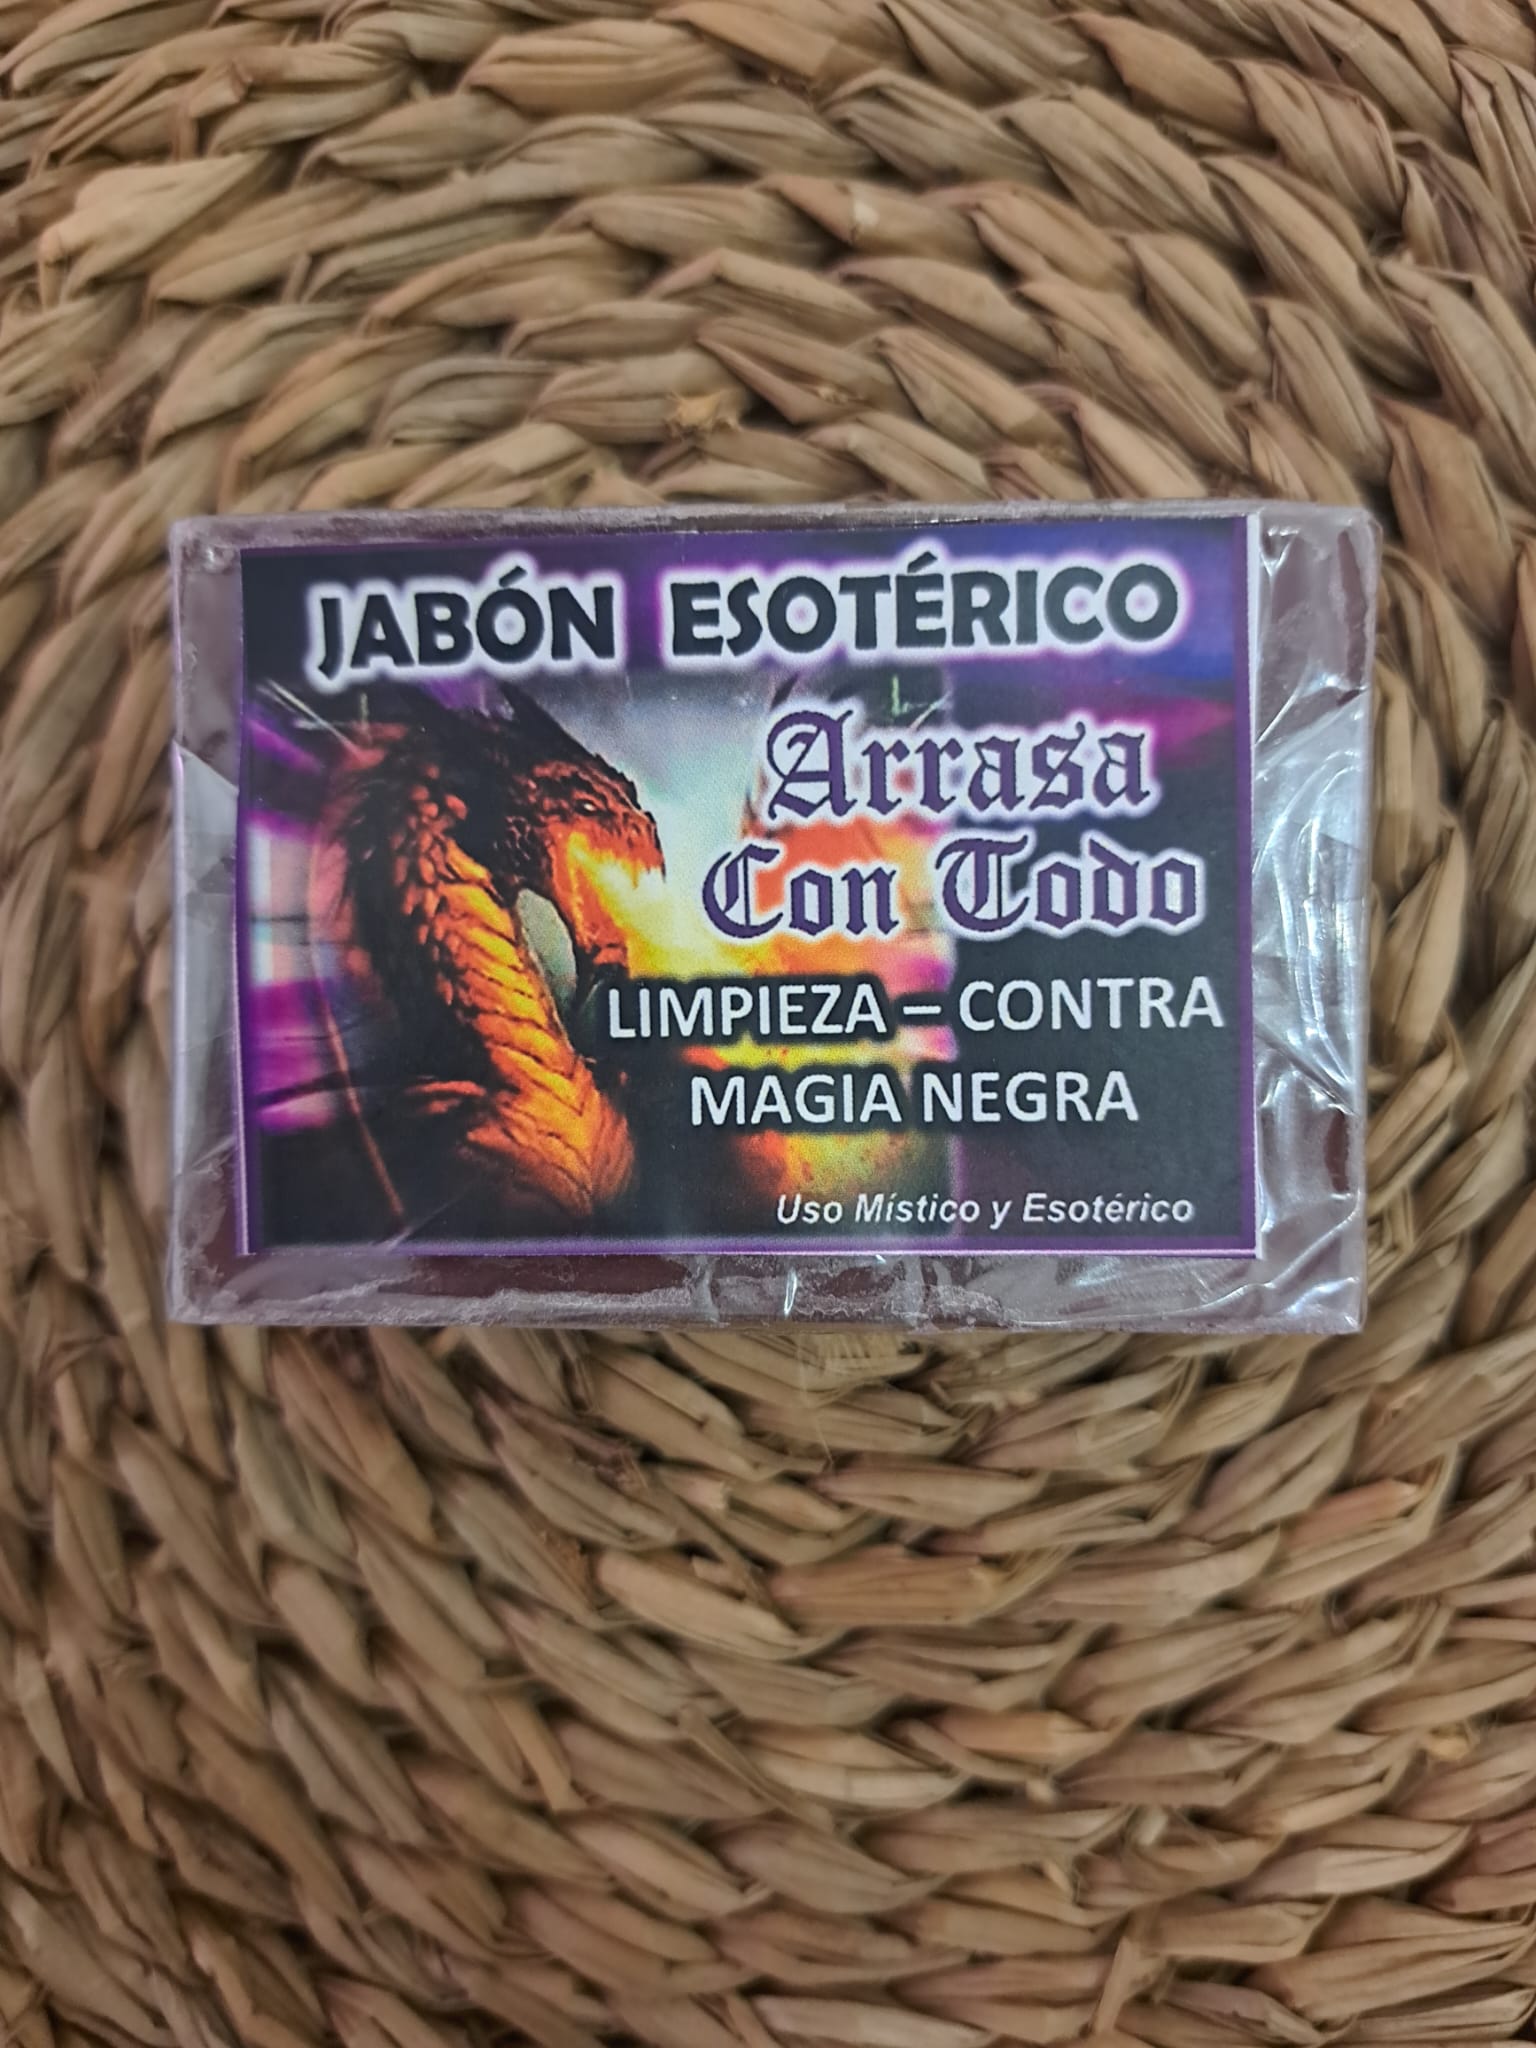 JABÓN ESOTÉRICO
Arrasa
Con Todo
LIMPIEZA – CONTRA
MAGIA NEGRA
Uso Místico y Esotérico